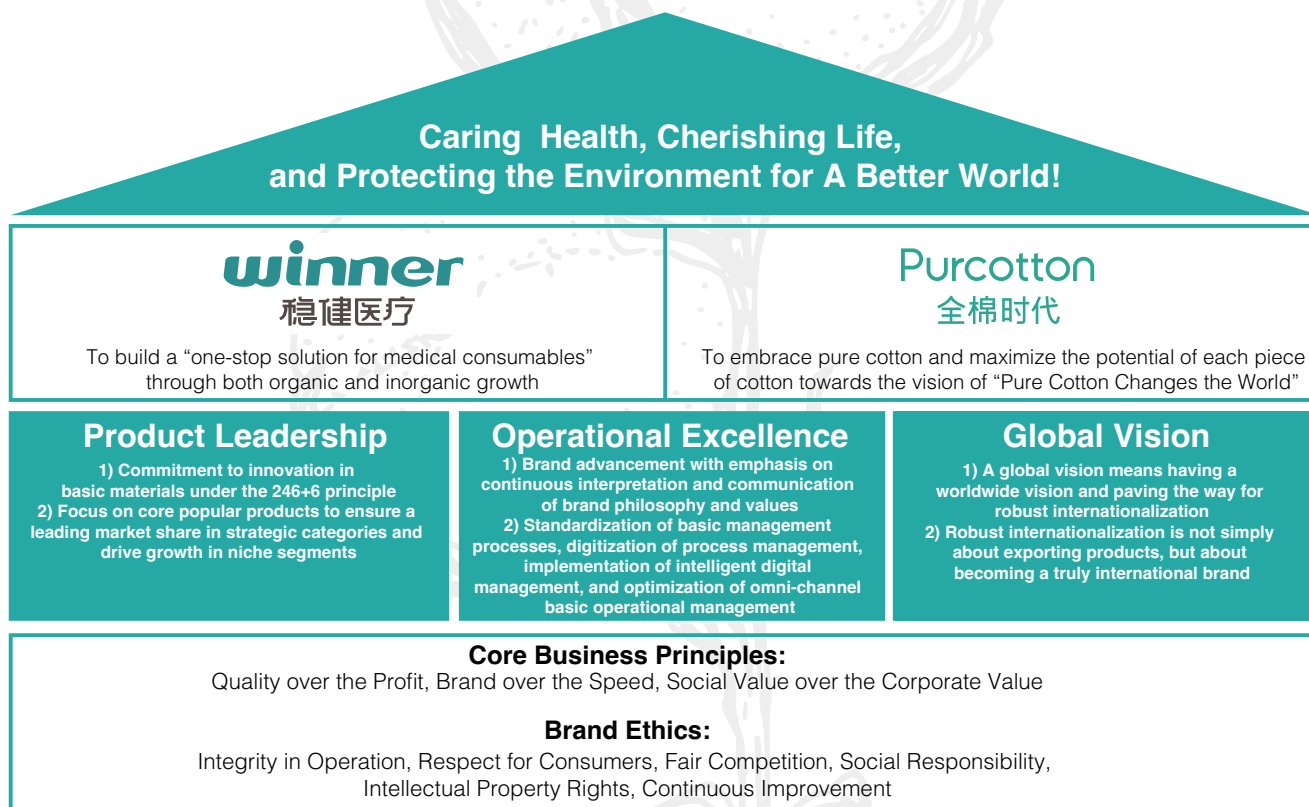 Caring Health, Cherishing Life,
and Protecting the Environment for A Better World!
winner
稳健医疗
To build a “one-stop solution for medical consumables”
through both organic and inorganic growth
Purcotton
全棉时代
To embrace pure cotton and maximize the potential of each piece
of cotton towards the vision of “Pure Cotton Changes the World”
Product Leadership
1) Commitment to innovation in
basic materials under the 246+6 principle
2) Focus on core popular products to ensure a
leading market share in strategic categories and
drive growth in niche segments
Operational Excellence
1) Brand advancement with emphasis on
continuous interpretation and communication
of brand philosophy and values
2) Standardization of basic management
processes, digitization of process management,
implementation of intelligent digital
management, and optimization of omni-channel
basic operational management
Global Vision
1) A global vision means having a
worldwide vision and paving the way for
robust internationalization
2) Robust internationalization is not simply
about exporting products, but about
becoming a truly international brand
Core Business Principles:
Quality over the Profit, Brand over the Speed, Social Value over the Corporate Value
Brand Ethics:
Integrity in Operation, Respect for Consumers, Fair Competition, Social Responsibility,
Intellectual Property Rights, Continuous Improvement